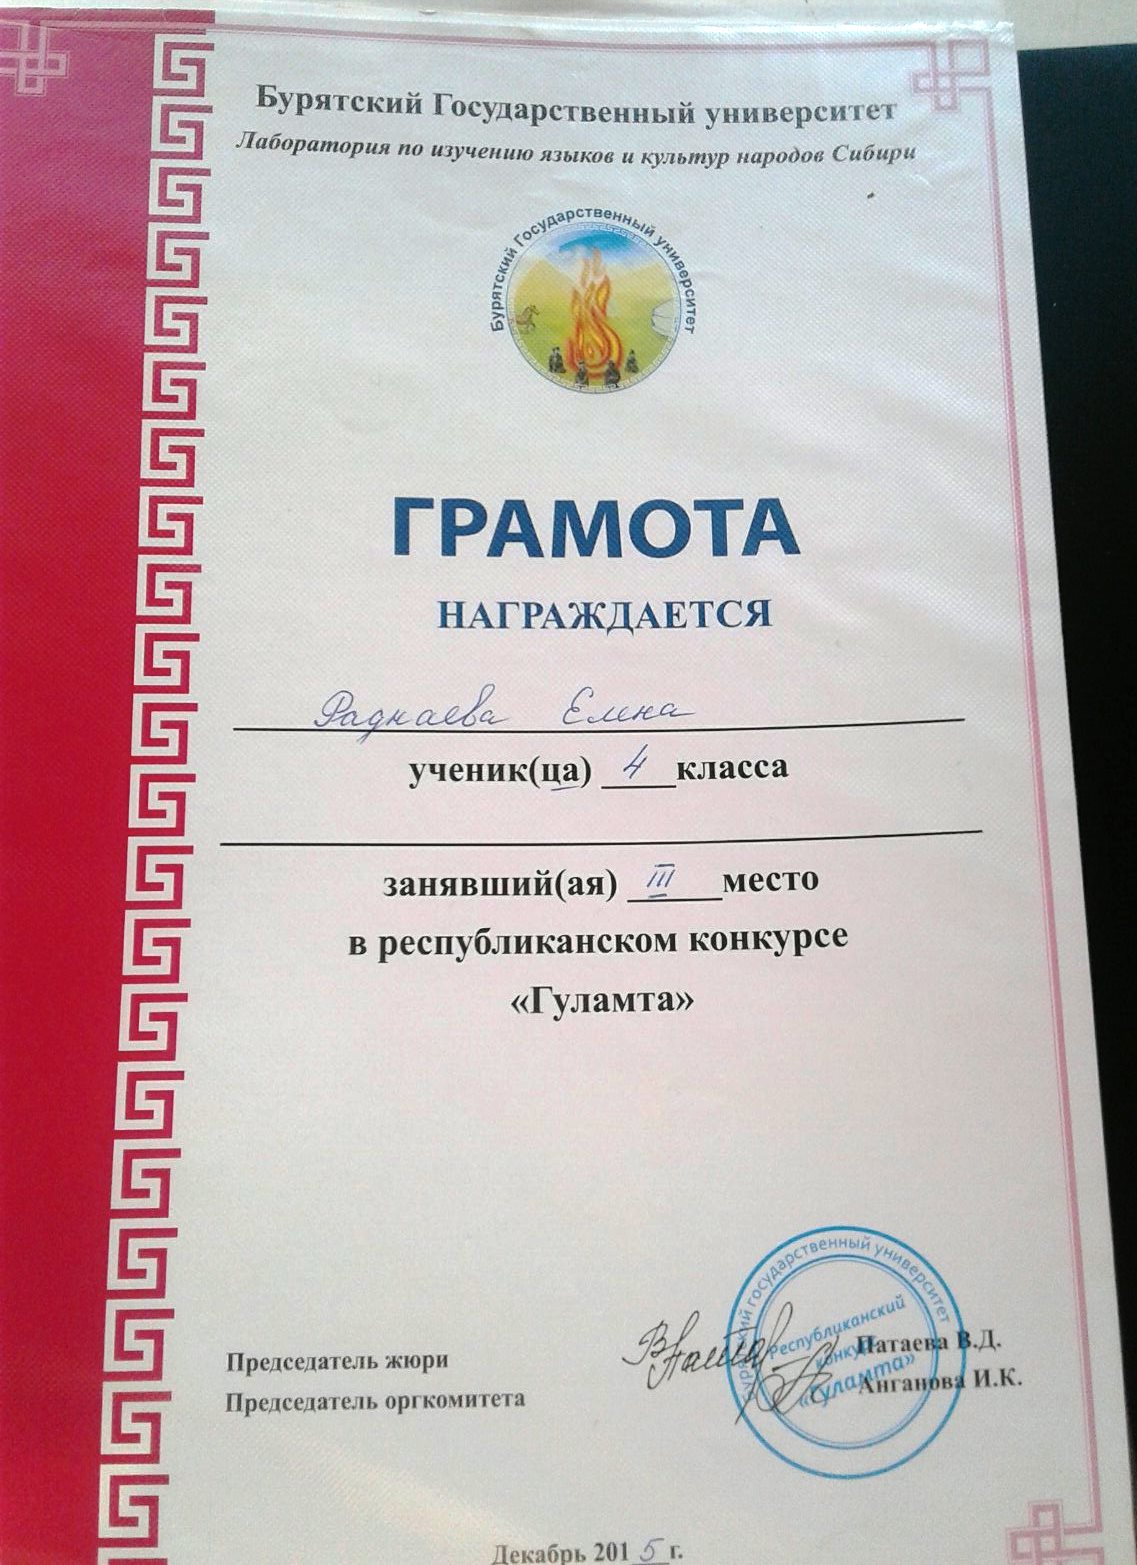 Бурятский Государственный университет
Лаборатория по изучению языков и культур народов Сибири
Бурятский Государственный университет
ГРАМОТА
НАГРАЖДАЕТСЯ
Раднаева Елена
ученик(ца) 4 класса
занявший(ая) III место
в республиканском конкурсе
«Гуламта»
Бурятский государственный университет
Республиканский
конкурс
«Гуламта»
Председатель жюри Патаева В.Д.
Председатель оргкомитета Анганова И.К.
Декабрь 2015 г.